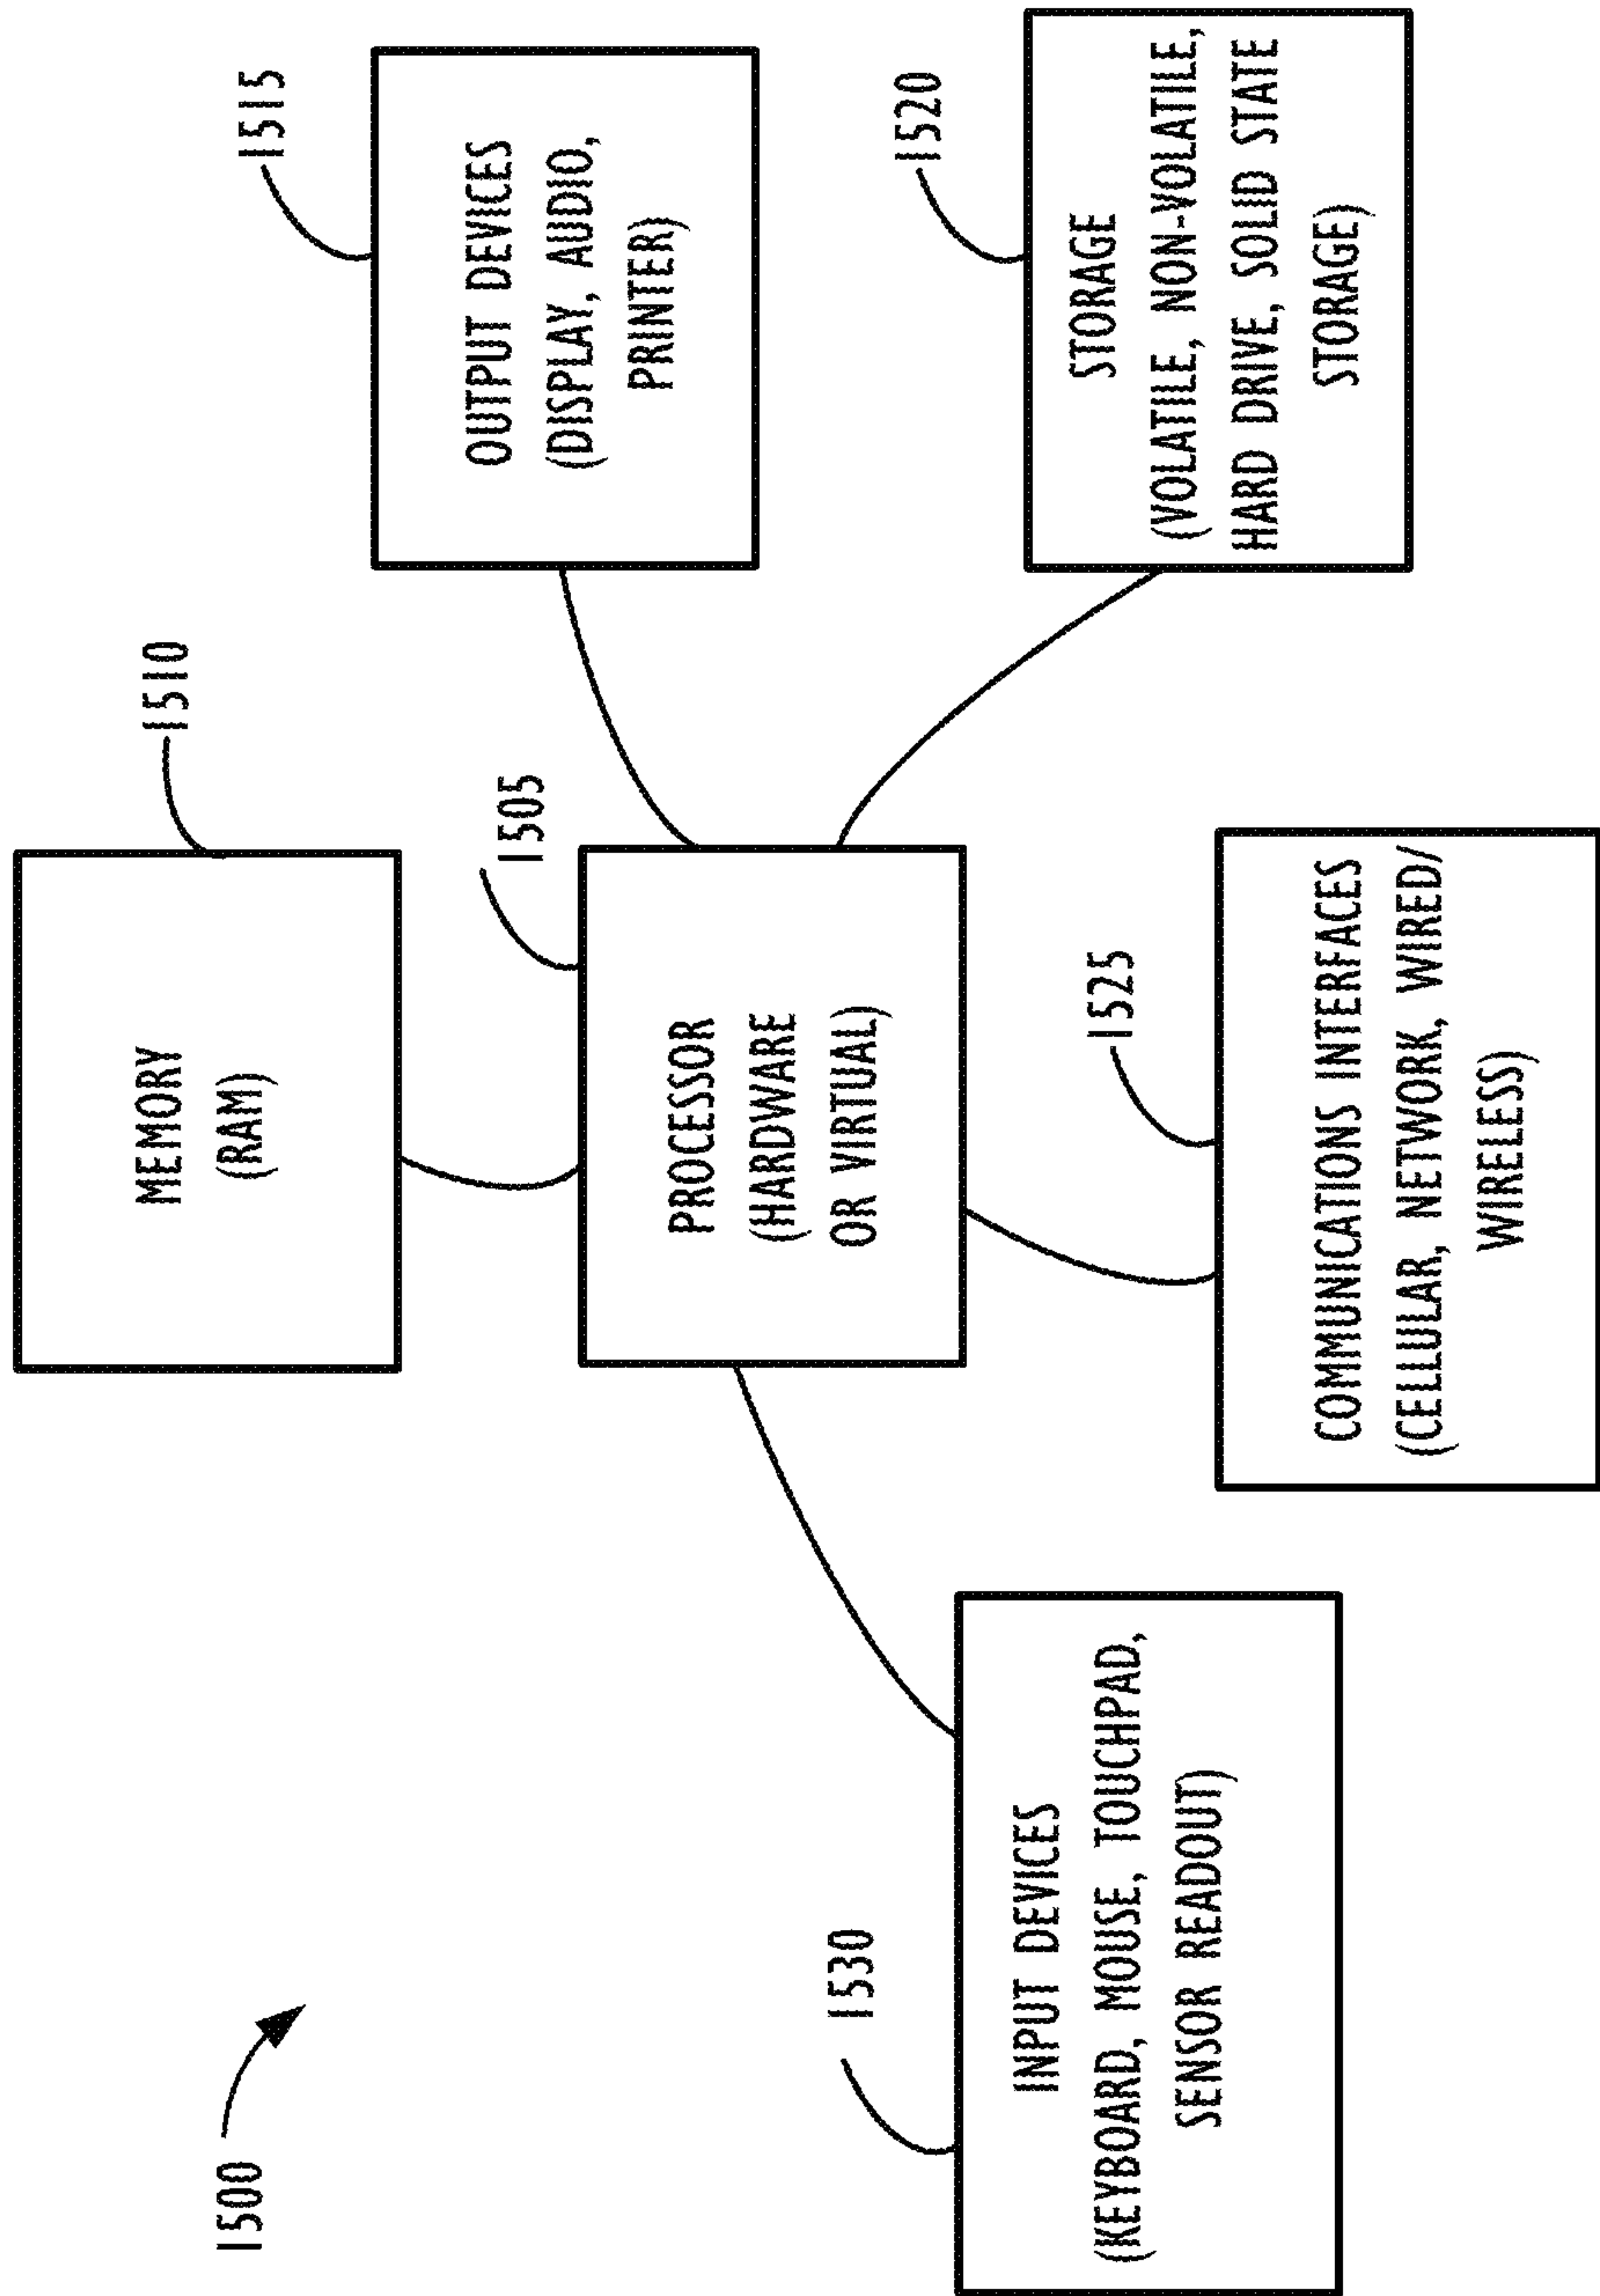 1500
1510
MEMORY
(RAM)
1515
OUTPUT DEVICES
(DISPLAY, AUDIO,
PRINTER)
1505
PROCESSOR
(HARDWARE
OR VIRTUAL)
1530
INPUT DEVICES
(KEYBOARD, MOUSE, TOUCHPAD,
SENSOR READOUT)
1520
STORAGE
(VOLATILE, NON-VOLATILE,
HARD DRIVE, SOLID STATE
STORAGE)
1525
COMMUNICATIONS INTERFACES
(CELLULAR, NETWORK, WIRED/
WIRELESS)